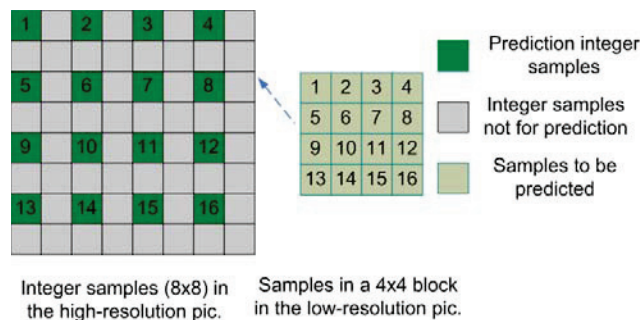 1 2 3 4
5 6 7 8
9 10 11 12
13 14 15 16
1 2 3 4
5 6 7 8
9 10 11 12
13 14 15 16
Prediction integer
samples
Integer samples
not for prediction
Samples to be
predicted
Integer samples (8x8) in
the high-resolution pic.
Samples in a 4x4 block
in the low-resolution pic.